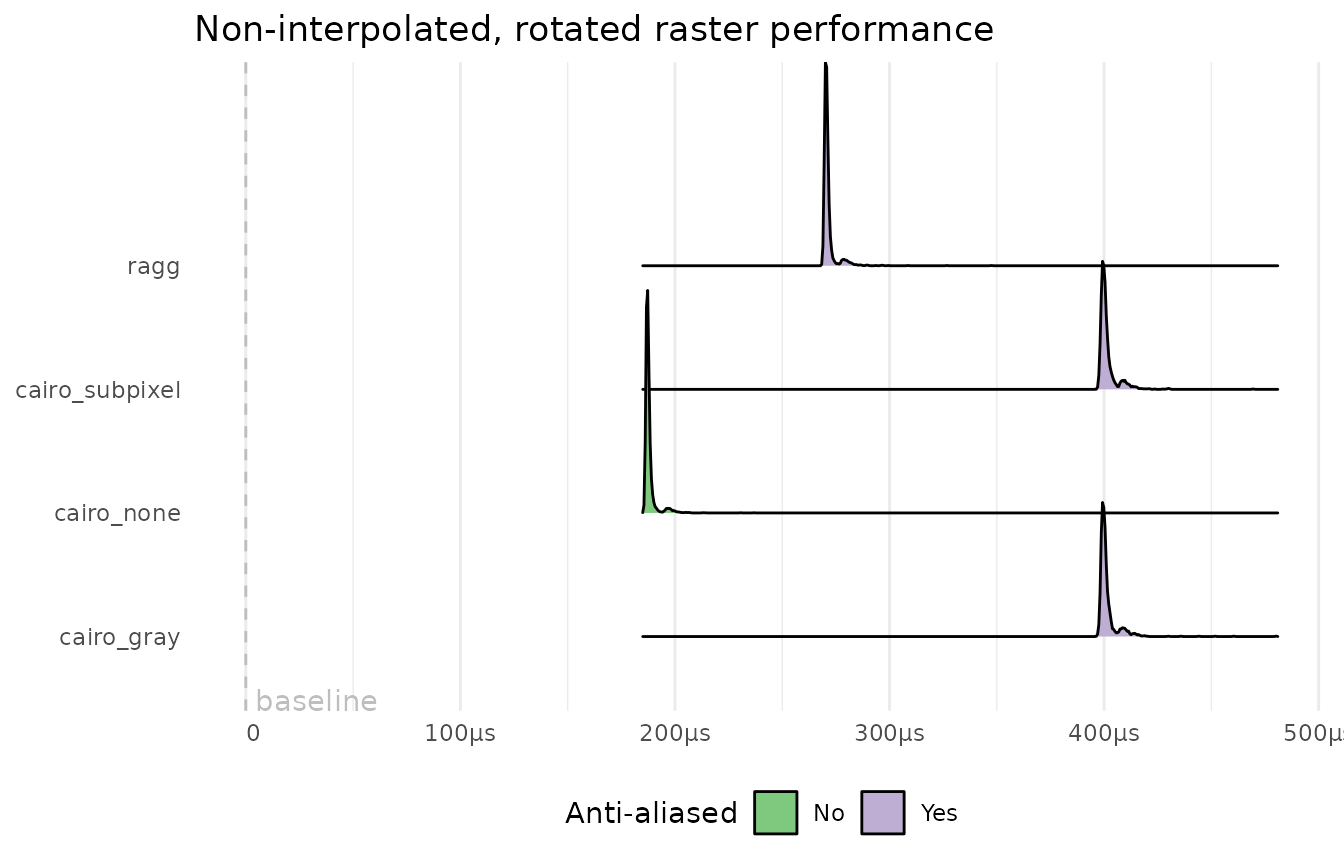 Non-interpolated, rotated raster performance
ragg
cairo_subpixel
cairo_none
cairo_gray
baseline
0 100µs 200µs 300µs 400µs 500µ
Anti-aliased No Yes